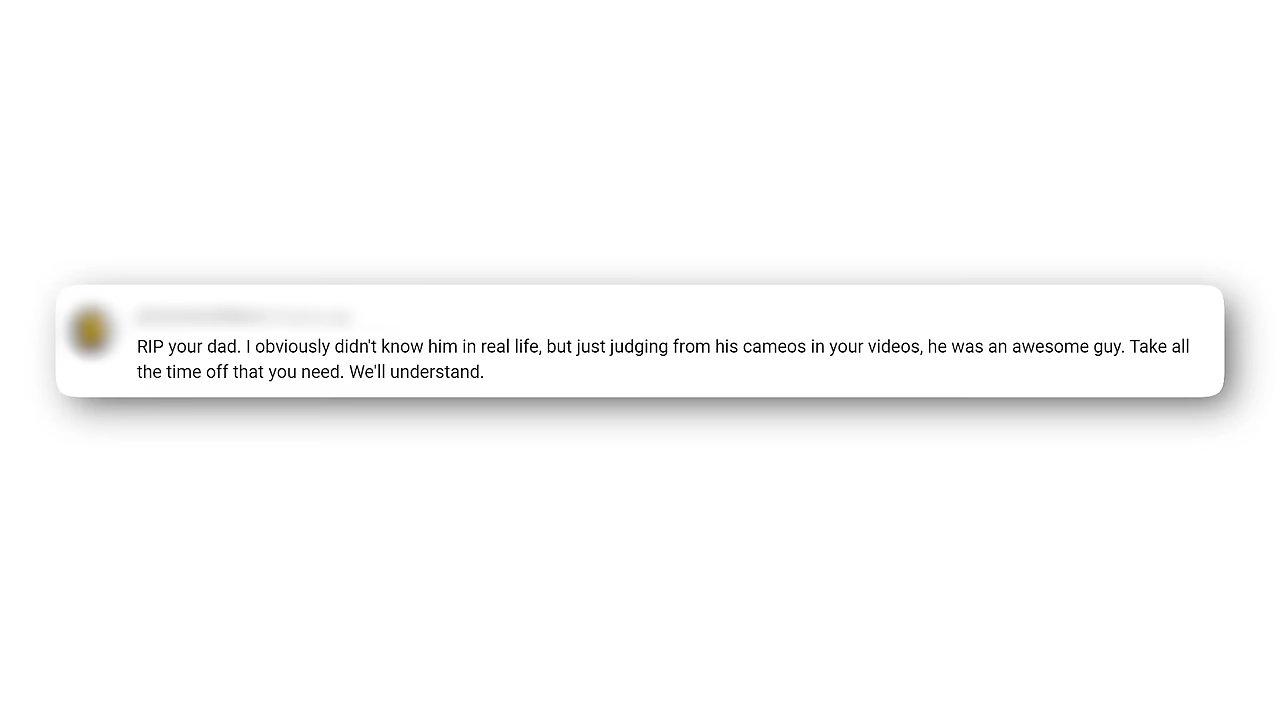 RIP your dad. I obviously didn't know him in real life, but just judging from his cameos in your videos, he was an awesome guy. Take all
the time off that you need. We'll understand.